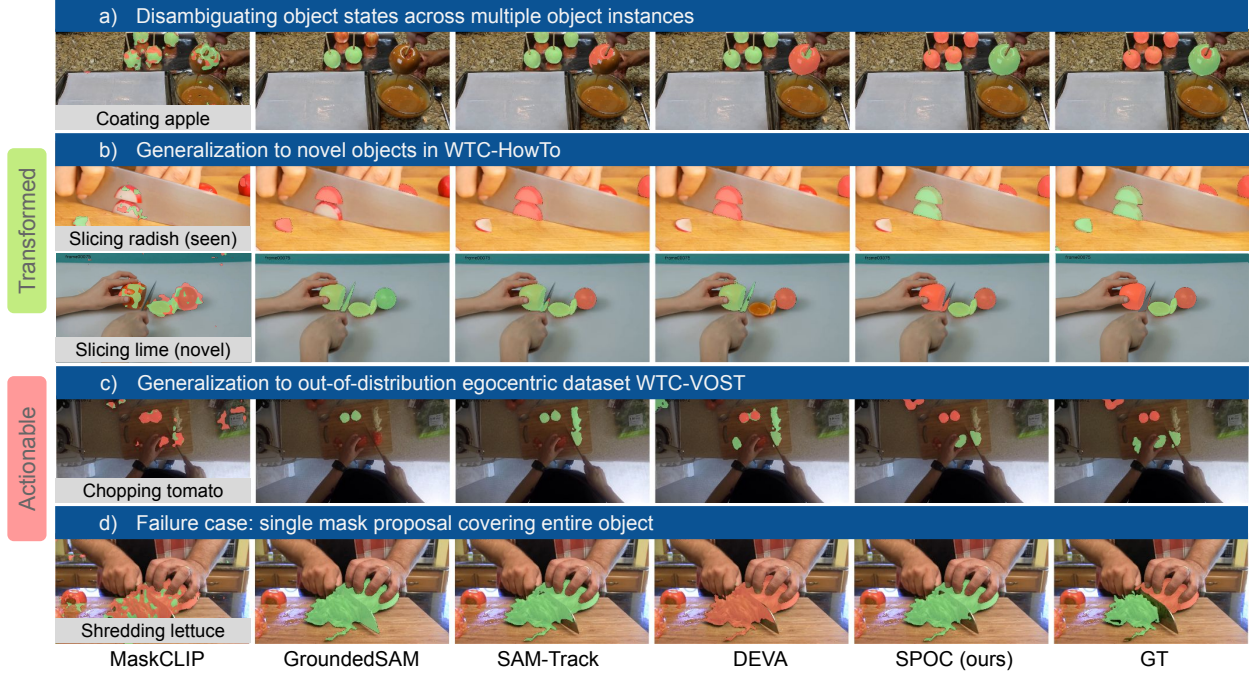 a) Disambiguating object states across multiple object instances
Coating apple
Transformed
b) Generalization to novel objects in WTC-HowTo
Slicing radish (seen)
Slicing lime (novel)
Actionable
c) Generalization to out-of-distribution egocentric dataset WTC-VOST
Chopping tomato
d) Failure case: single mask proposal covering entire object
Shredding lettuce
MaskCLIP GroundedSAM SAM-Track DEVA SPOC (ours) GT